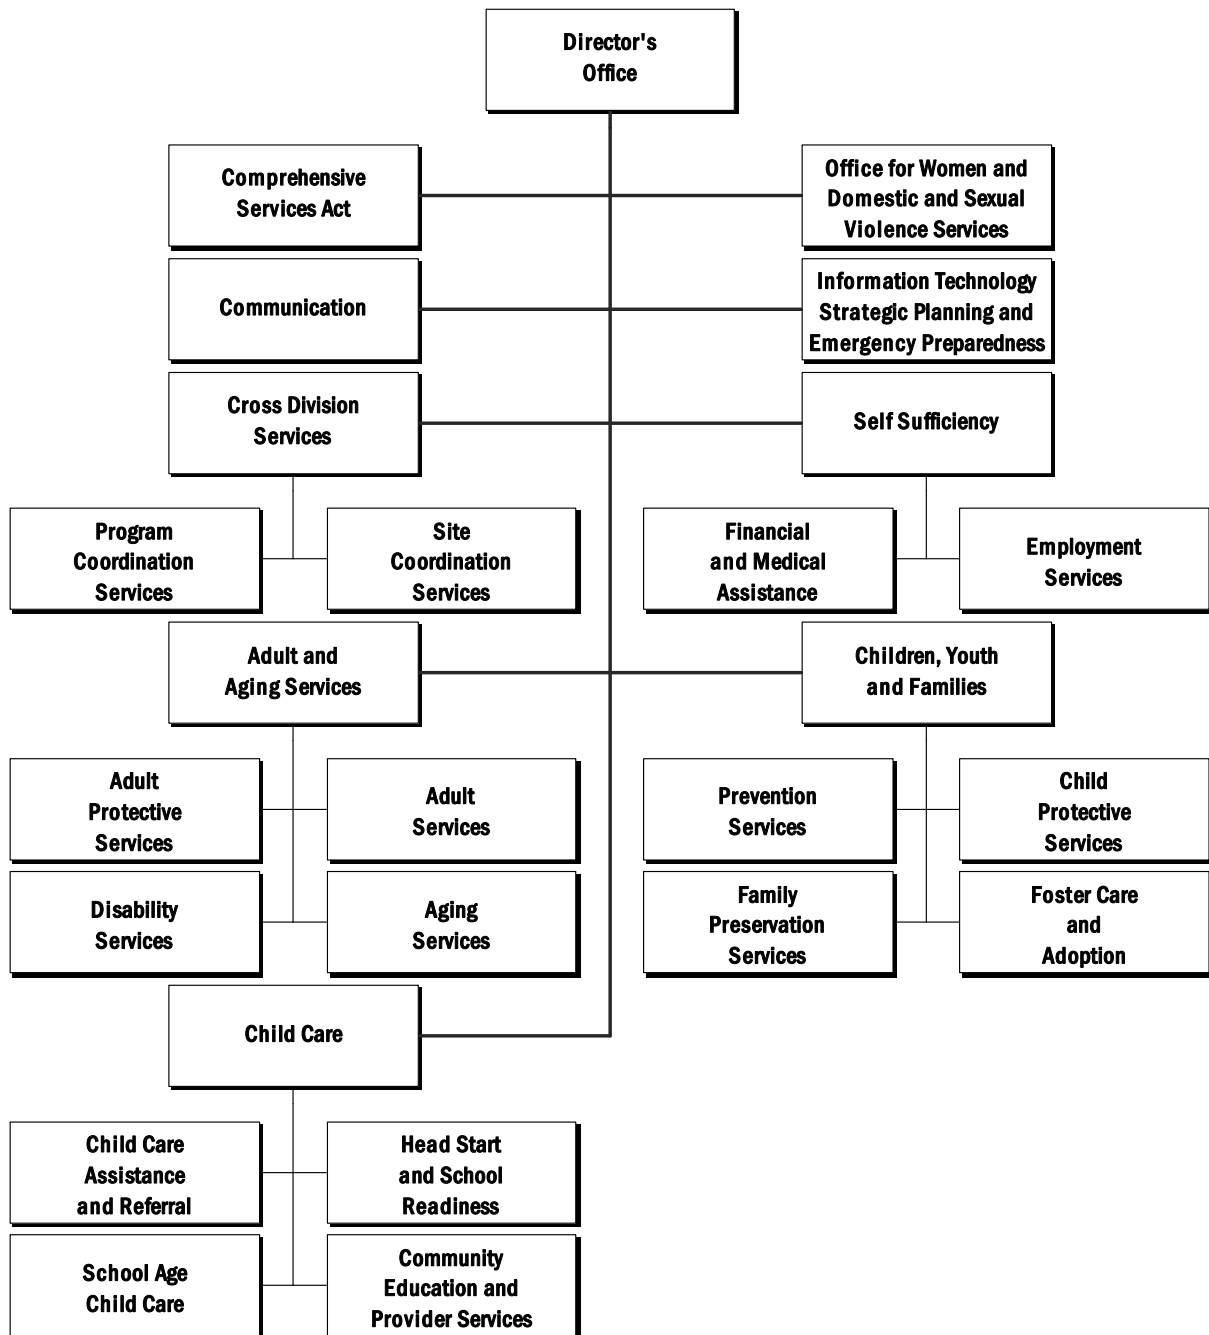 Director's
Office
Comprehensive
Services Act
Office for Women and
Domestic and Sexual
Violence Services
Communication
Information Technology
Strategic Planning and
Emergency Preparedness
Cross Division
Services
Self Sufficiency
Program
Coordination
Services
Site
Coordination
Services
Financial
and Medical
Assistance
Employment
Services
Adult and
Aging Services
Children, Youth
and Families
Adult
Protective
Services
Adult
Services
Prevention
Services
Child
Protective
Services
Disability
Services
Aging
Services
Family
Preservation
Services
Foster Care
and
Adoption
Child Care
Child Care
Assistance
and Referral
Head Start
and School
Readiness
School Age
Child Care
Community
Education and
Provider Services